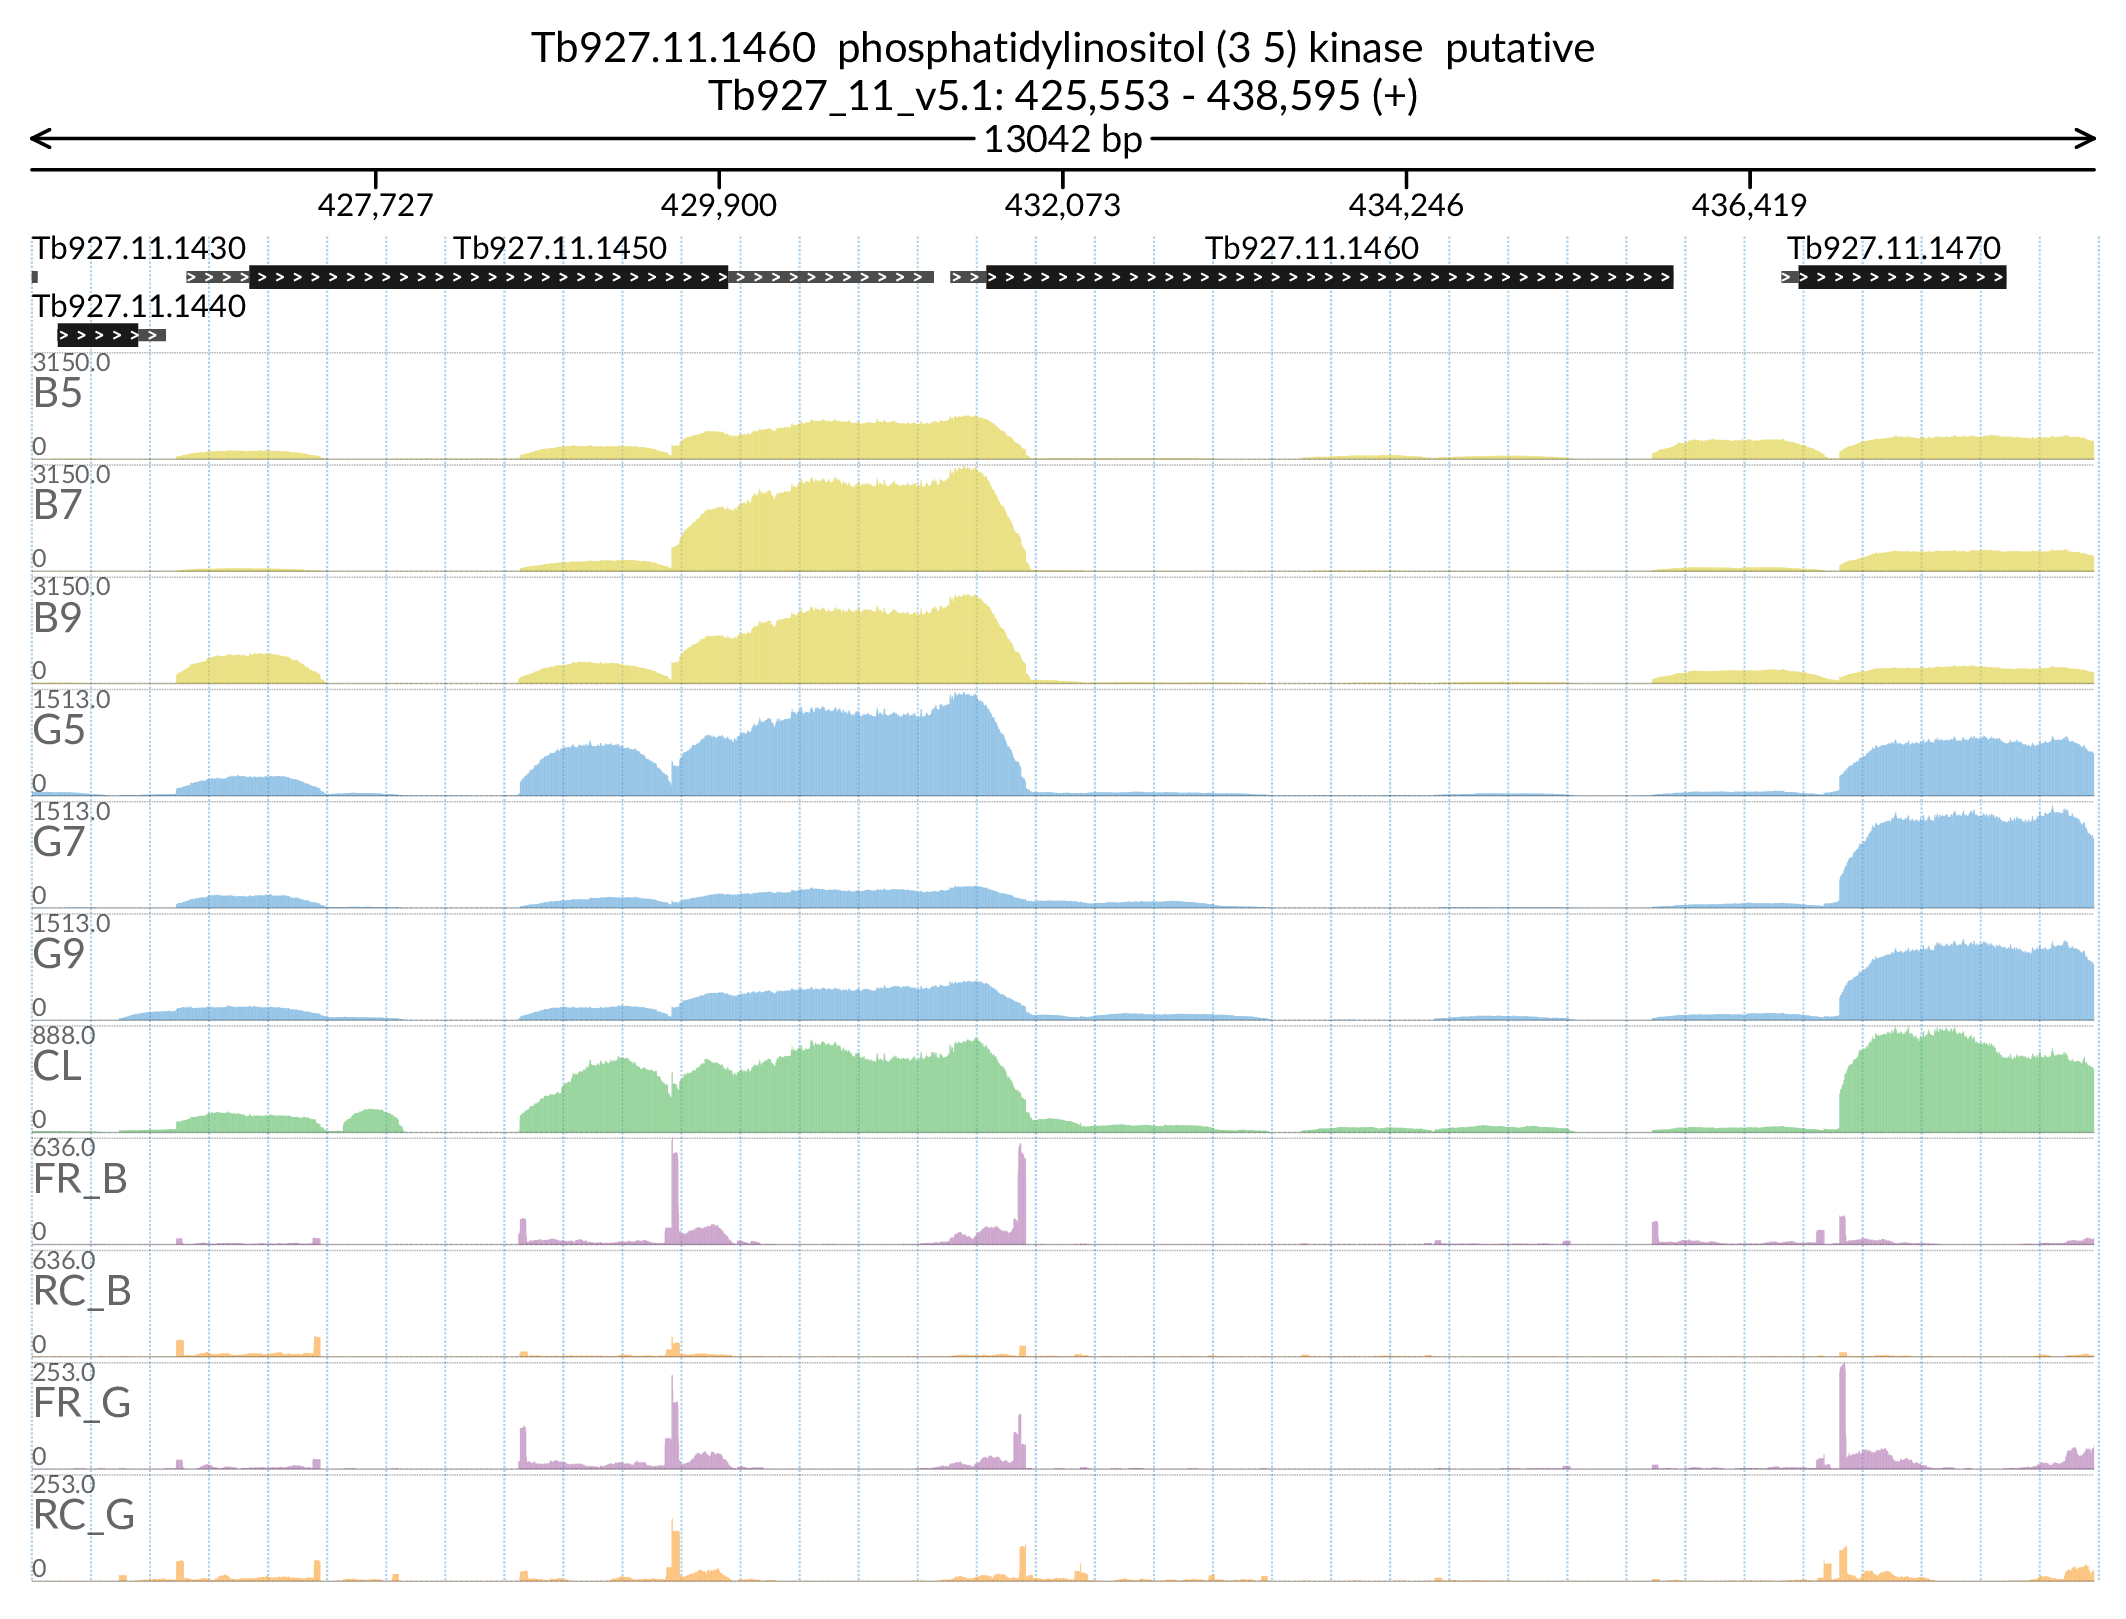 Tb927.11.1460  phosphatidylinositol (3 5) kinase  putative
Tb927_11_v5.1: 425,553 - 438,595 (+)
13042 bp
427,727 429,900 432,073 434,246 436,419
Tb927.11.1430 Tb927.11.1450 Tb927.11.1460 Tb927.11.1470
Tb927.11.1440
3150.0
B5
0
3150.0
B7
0
3150.0
B9
0
1513.0
G5
0
1513.0
G7
0
1513.0
G9
0
888.0
CL
0
636.0
FR_B
0
636.0
RC_B
0
253.0
FR_G
0
253.0
RC_G
0